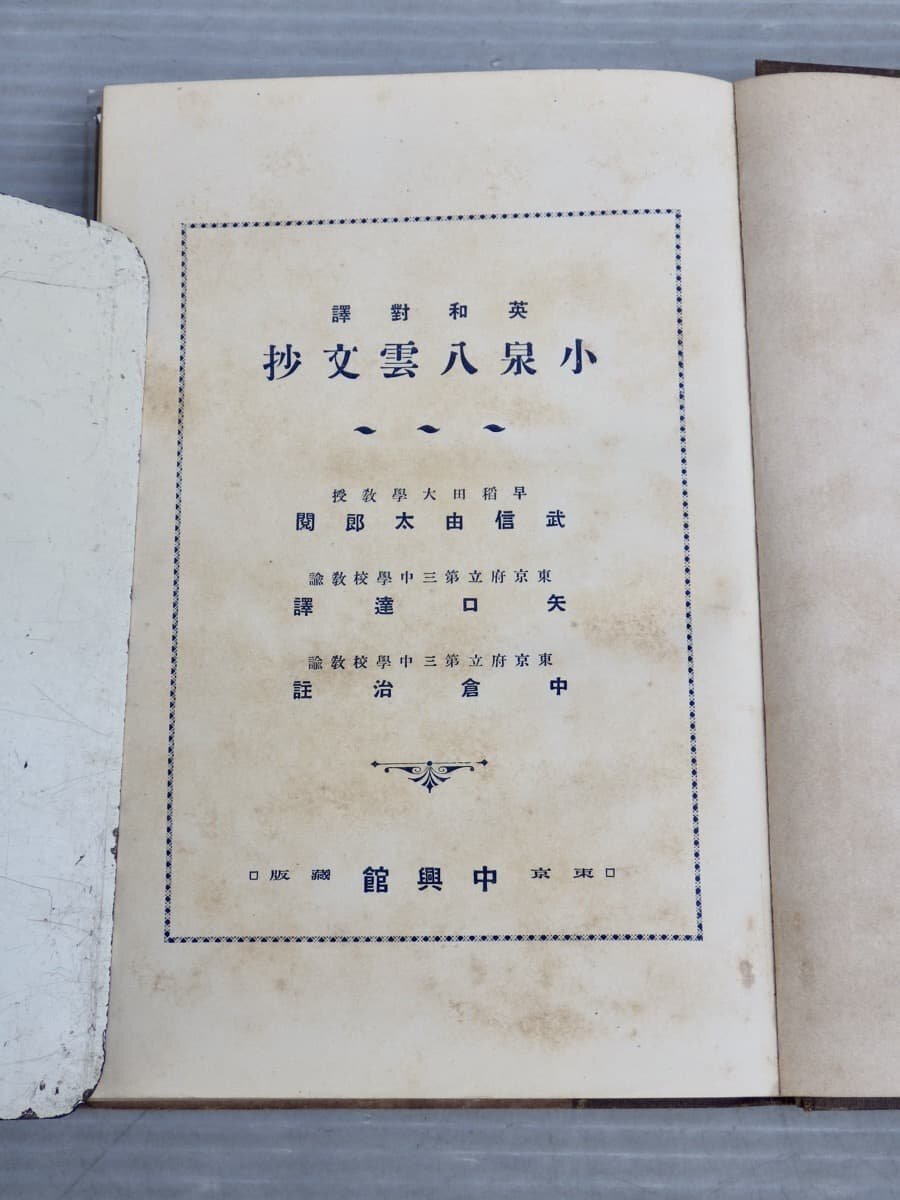 英和對譯
小泉八雲文抄
早稻田大學教授
武信由太郎閲
東京府立第三中學校教諭
矢口達譯
東京府立第三中學校教諭
中倉治註
東京 中興館 藏版